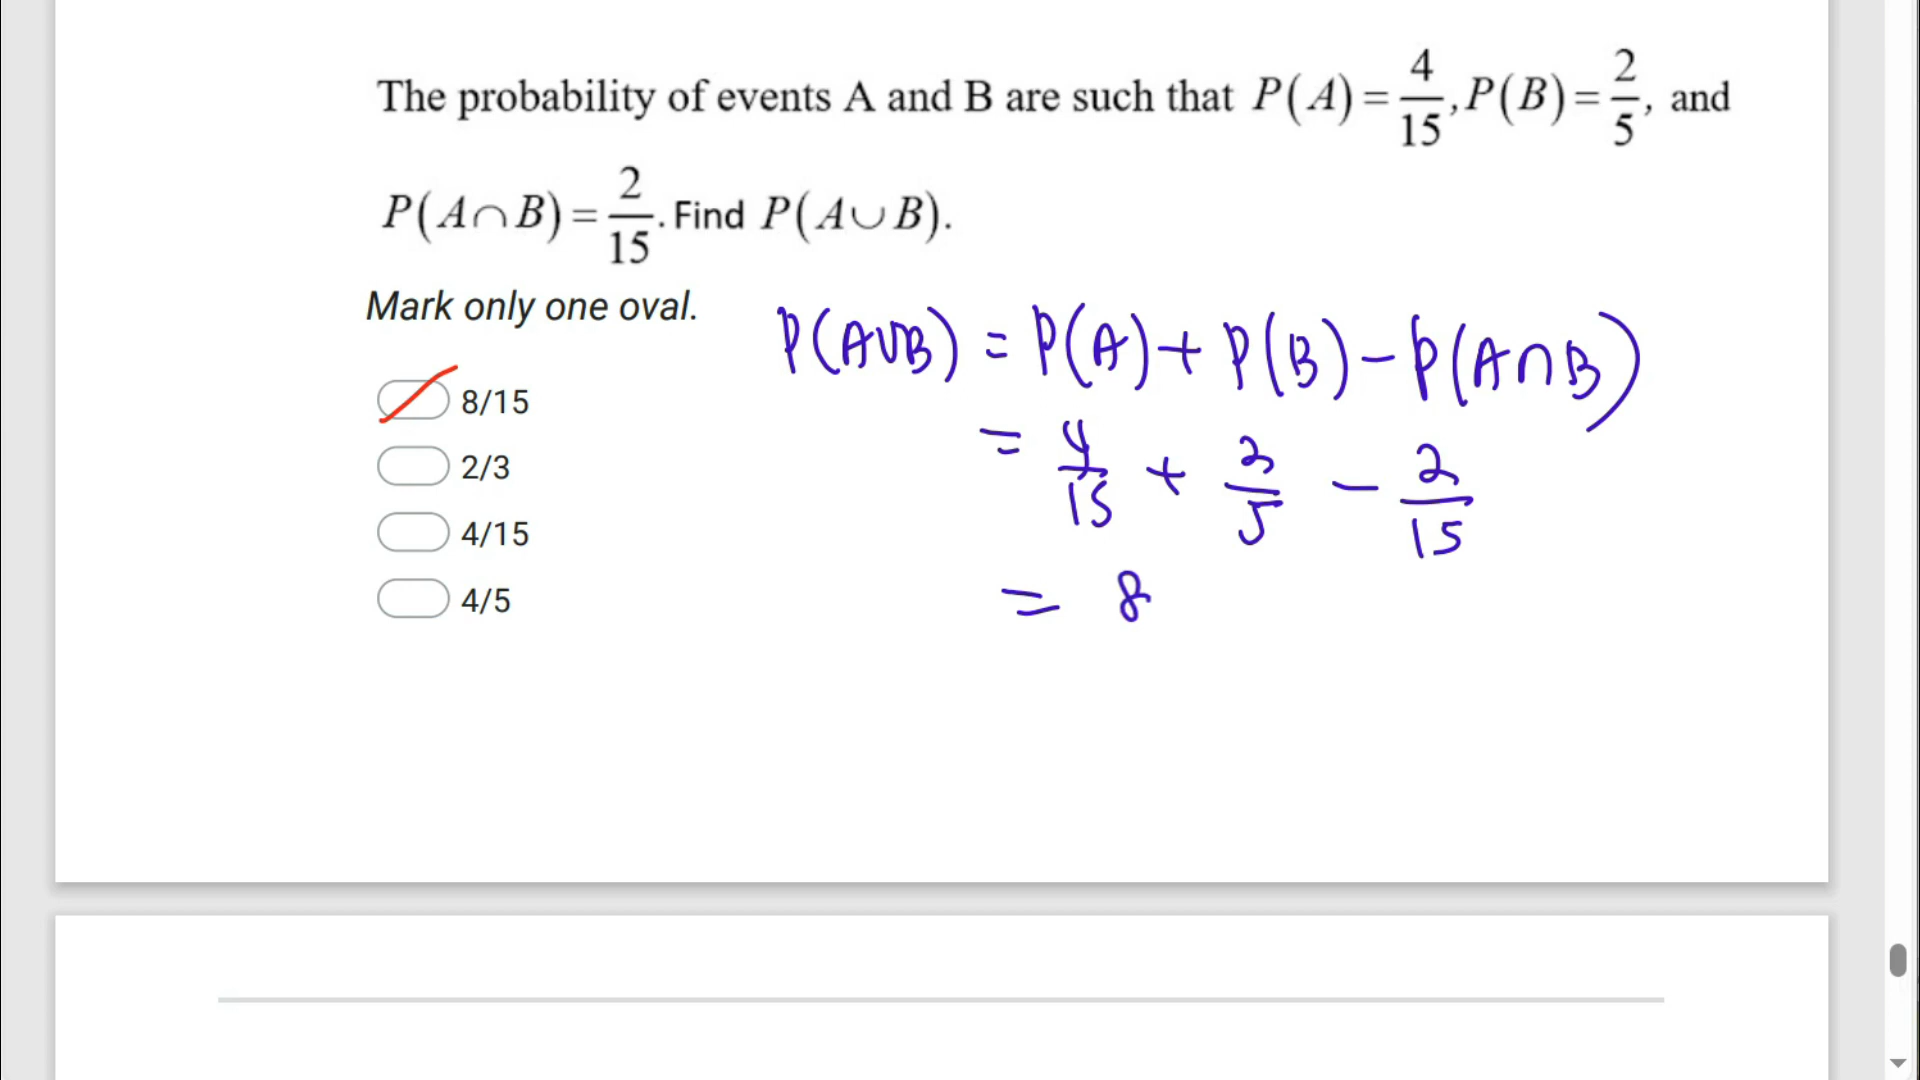 The probability of events A and B are such that P(A) = 4/15, P(B) = 2/5, and
P(A∩B) = 2/15. Find P(A∪B).
Mark only one oval.
8/15
2/3
4/15
4/5
P(A∪B) = P(A) + P(B) − P(A∩B)
= 4/15 + 2/5 − 2/15
= 8